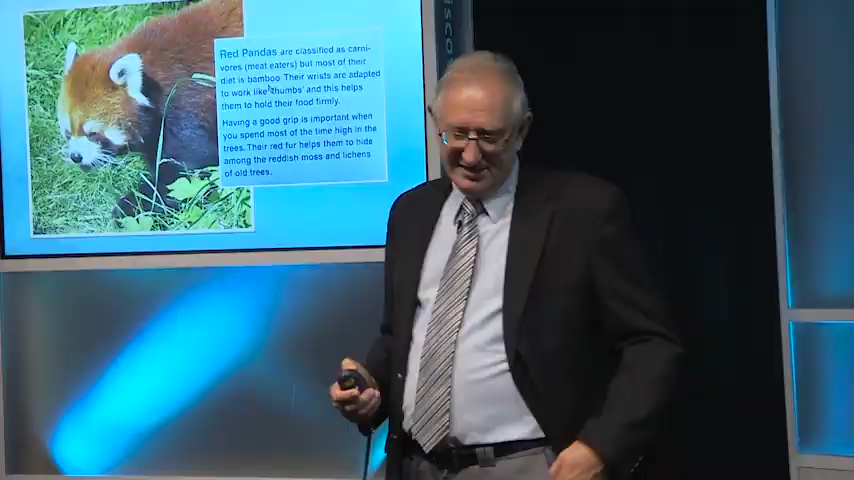 Red Pandas are classified as carni-
vores (meat eaters) but most of their
diet is bamboo. Their wrists are adapted
to work like 'thumbs' and this helps
them to hold their food firmly.
Having a good grip is important when
you spend most of the time high in the
trees. Their red fur helps them to hide
among the reddish moss and lichens
of old trees.